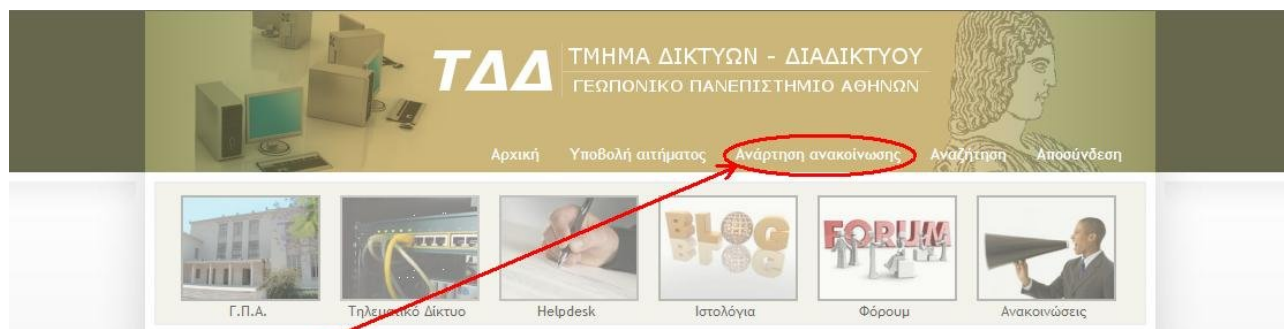 ΤΔΔ ΤΜΗΜΑ ΔΙΚΤΥΩΝ - ΔΙΑΔΙΚΤΥΟΥ
ΓΕΩΠΟΝΙΚΟ ΠΑΝΕΠΙΣΤΗΜΙΟ ΑΘΗΝΩΝ
Αρχική Υποβολή αιτήματος Ανάρτηση ανακοίνωσης Αναζήτηση Αποσύνδεση
BLOG FORUM
Γ.Π.Α. Τηλεματικό Δίκτυο Helpdesk Ιστολόγια Φόρουμ Ανακοινώσεις